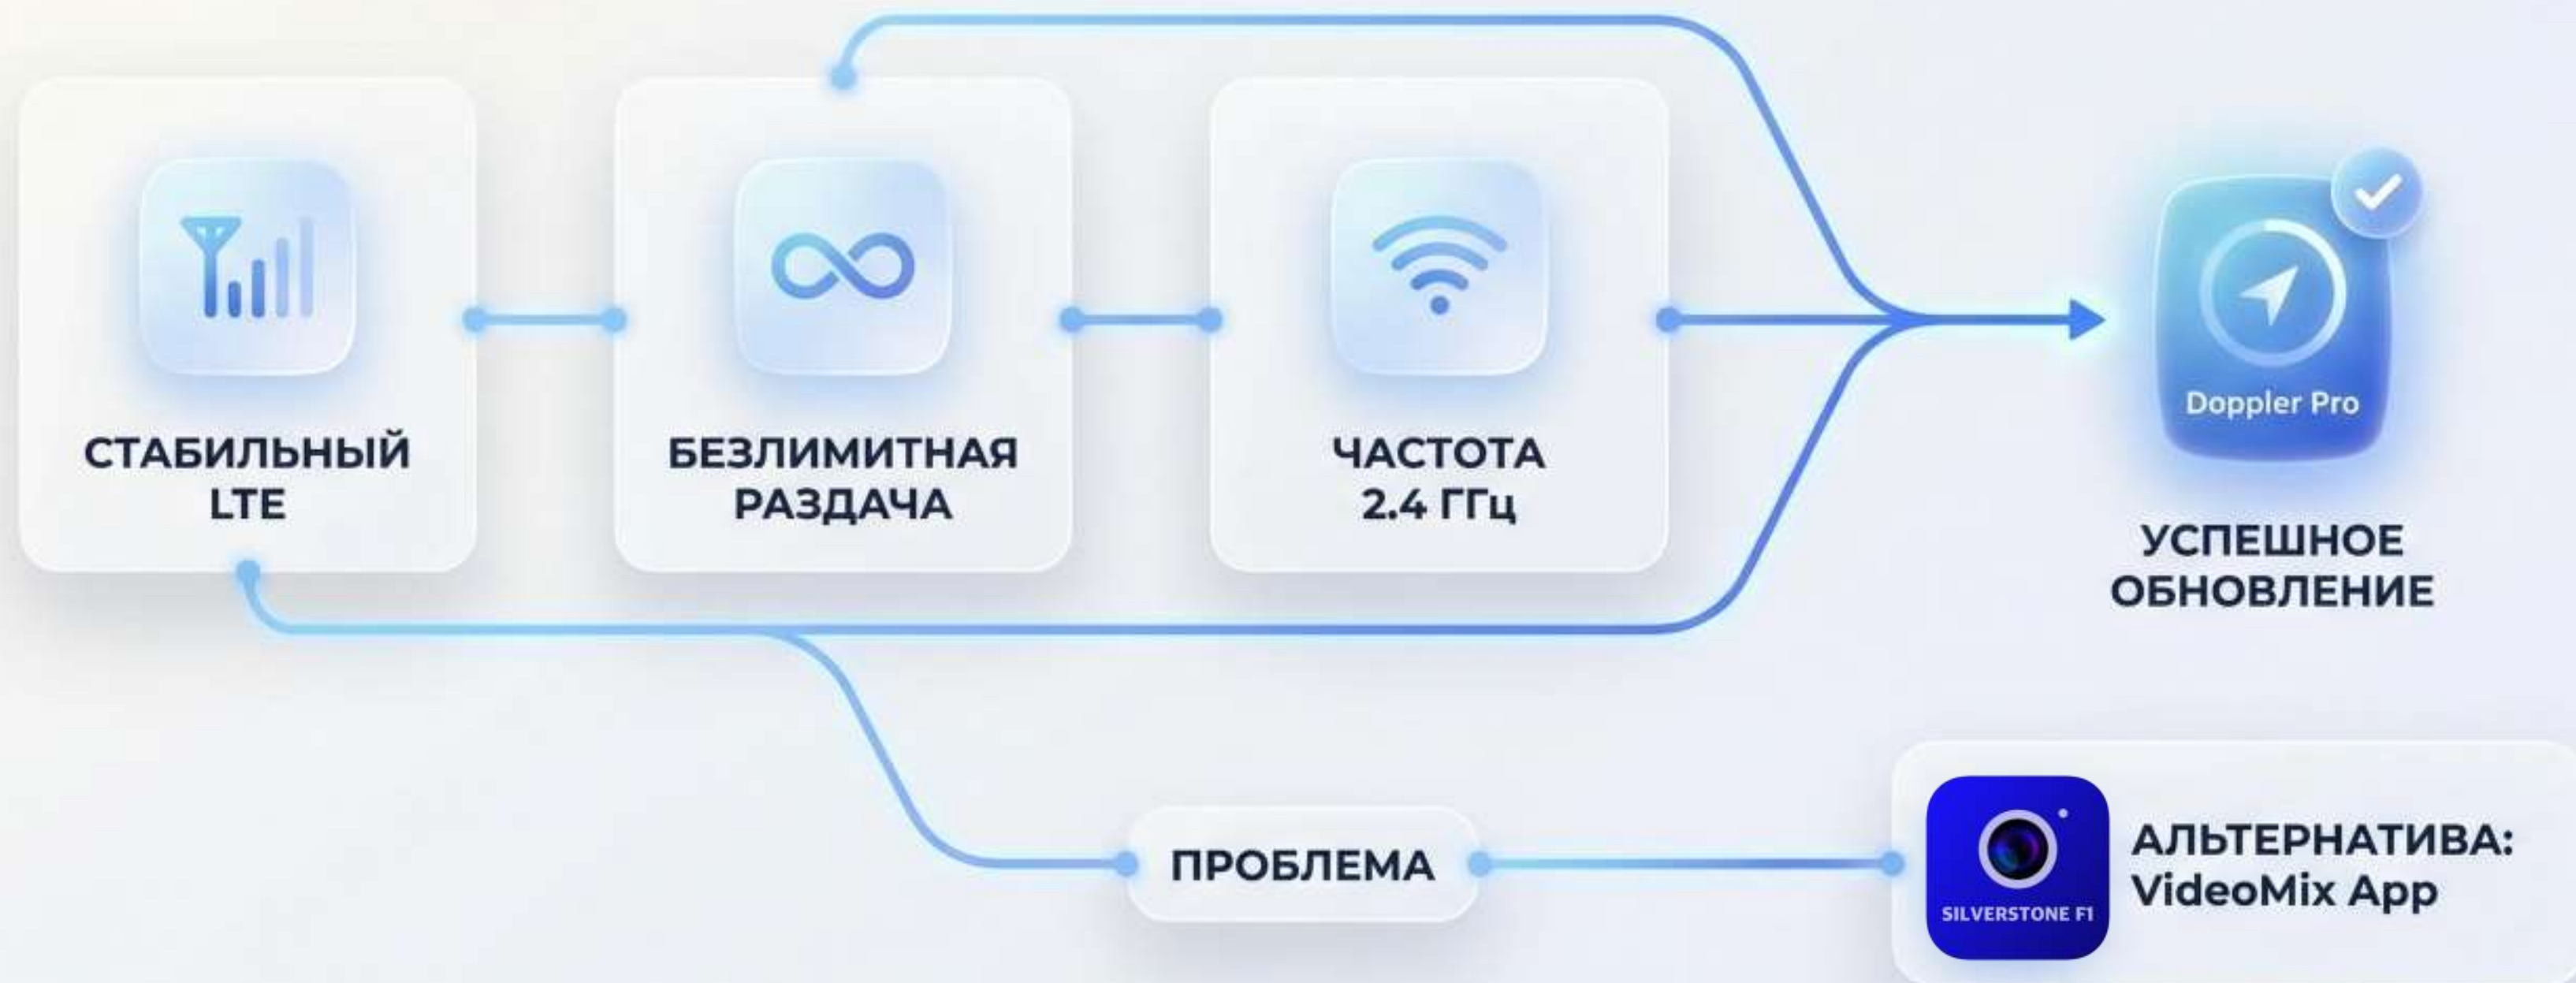 СТАБИЛЬНЫЙ
LTE
БЕЗЛИМИТНАЯ
РАЗДАЧА
ЧАСТОТА
2.4 ГГц
Doppler Pro
УСПЕШНОЕ
ОБНОВЛЕНИЕ
ПРОБЛЕМА
SILVERSTONE F1
АЛЬТЕРНАТИВА:
VideoMix App